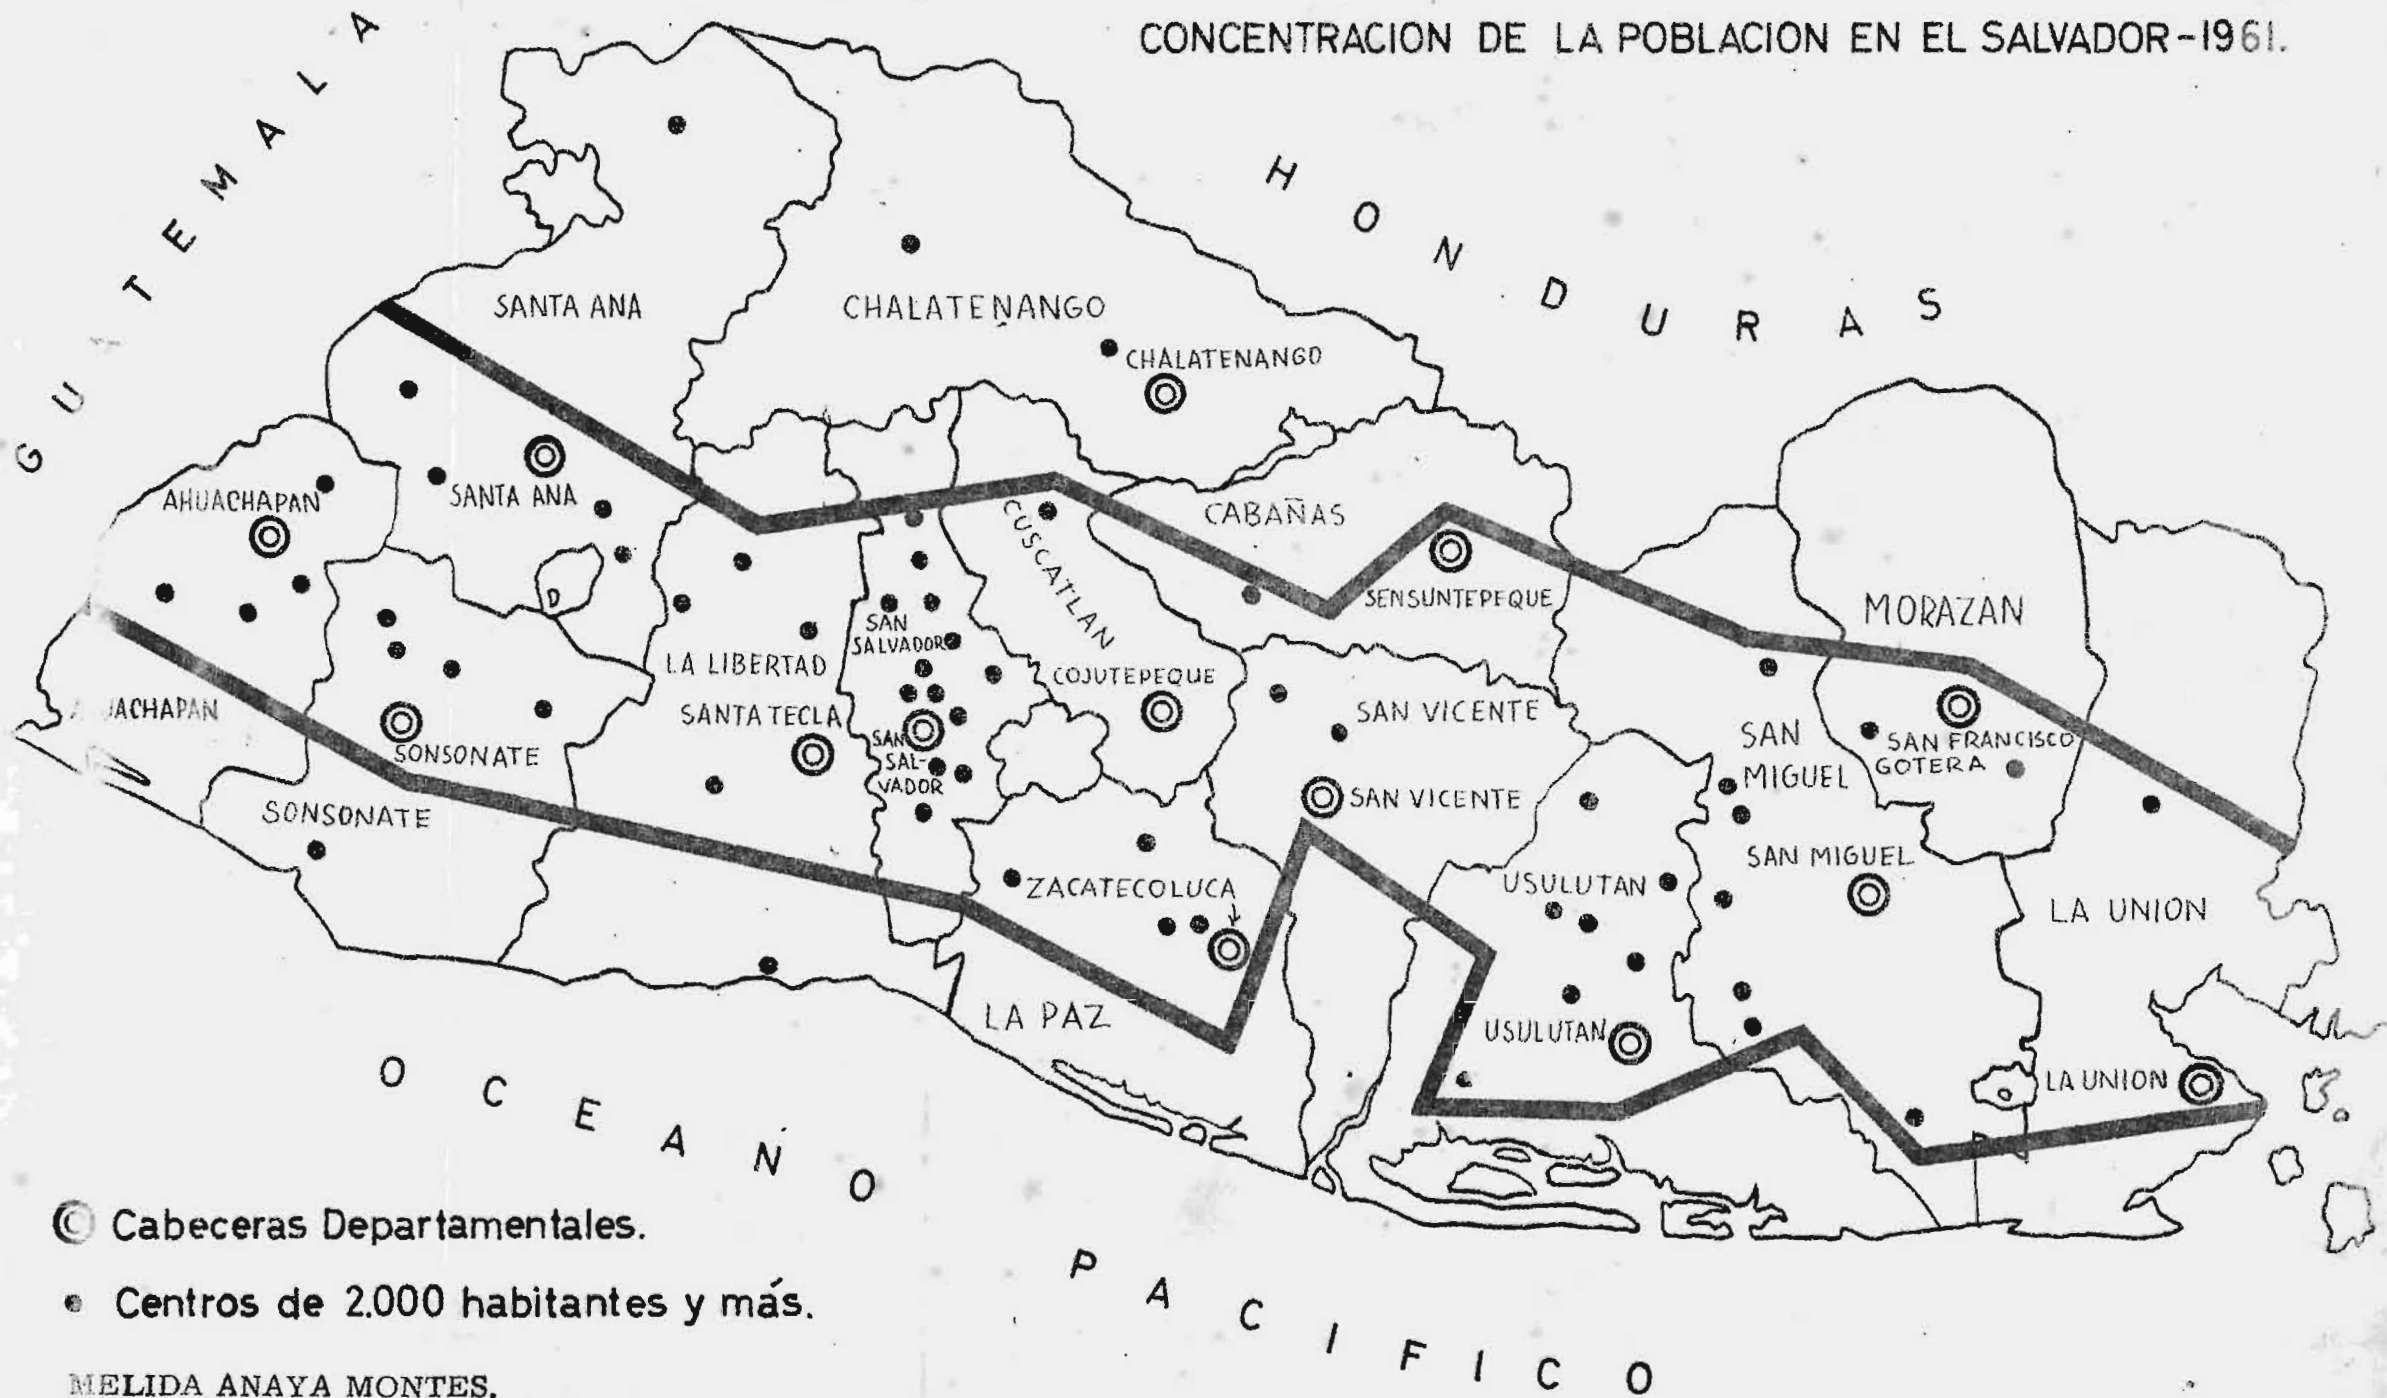 CONCENTRACION DE LA POBLACION EN EL SALVADOR-1961.
GUTEMALA
HONDURAS
SANTA ANA
CHALATENANGO
CHALATENANGO
AHUACHAPAN
SANTA ANA
CUSCATLAN
CABAÑAS
SENSUNTEPEQUE
MORAZAN
D
SAN
SALVADOR
LA LIBERTAD
COJUTEPEQUE
SANTA TECLA
SAN VICENTE
SAN
MIGUEL
SAN FRANCISCO
GOTERA
UACHAPAN
SONSONATE
SAN
SAL-
VADOR
SAN VICENTE
SONSONATE
ZACATECOLUCA
USULUTAN
SAN MIGUEL
LA UNION
LA PAZ
USULUTAN
LA UNION
OCEANO
PACIFICO
Cabeceras Departamentales.
Centros de 2.000 habitantes y más.
MELIDA ANAYA MONTES.